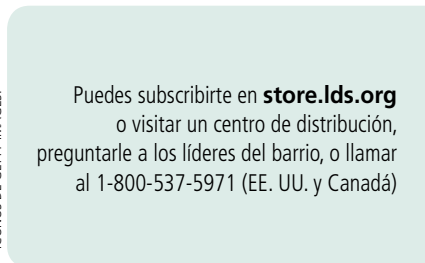 Puedes subscribirte en store.lds.org
o visitar un centro de distribución,
preguntarle a los líderes del barrio, o llamar
al 1-800-537-5971 (EE. UU. y Canadá)